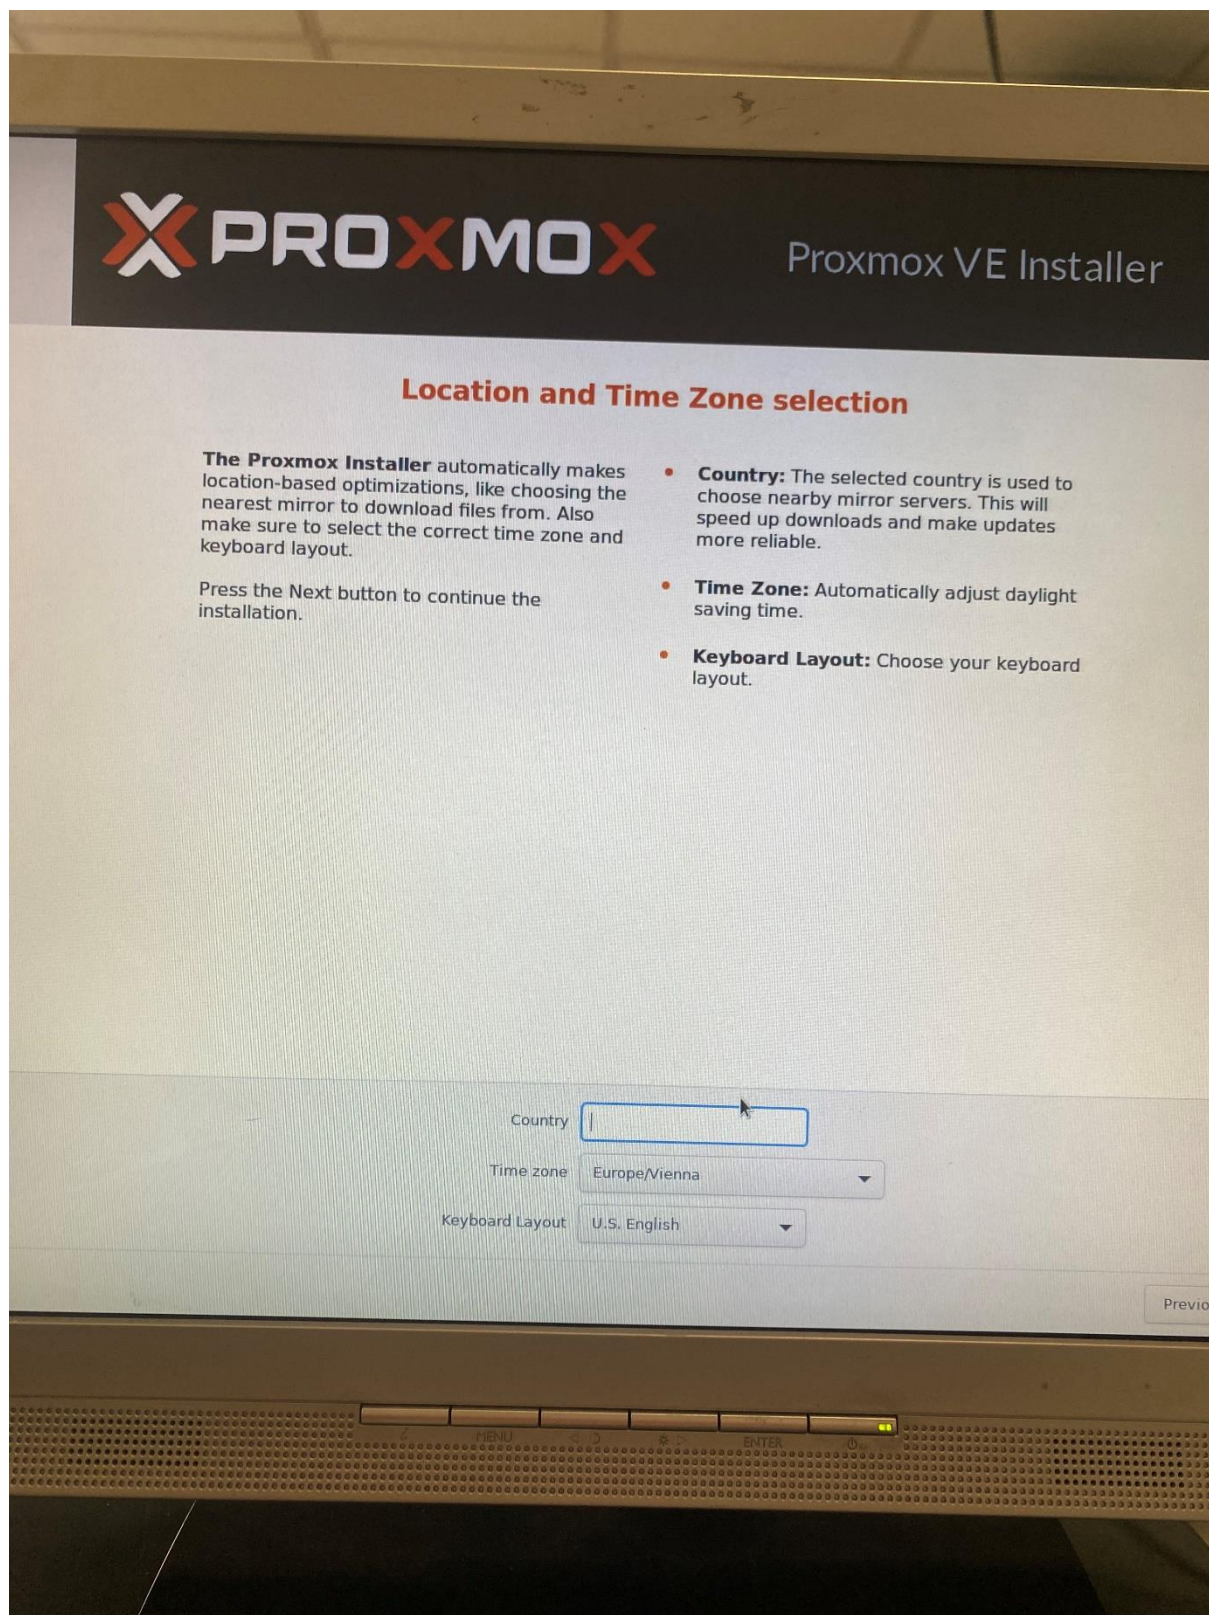 PROXMOX
Proxmox VE Installer
Location and Time Zone selection
The Proxmox Installer automatically makes
location-based optimizations, like choosing the
nearest mirror to download files from. Also
make sure to select the correct time zone and
keyboard layout.
Press the Next button to continue the
installation.
Country: The selected country is used to
choose nearby mirror servers. This will
speed up downloads and make updates
more reliable.
Time Zone: Automatically adjust daylight
saving time.
Keyboard Layout: Choose your keyboard
layout.
Country
Time zone
Europe/Vienna
Keyboard Layout
U.S. English
Previo
MENU
ENTER